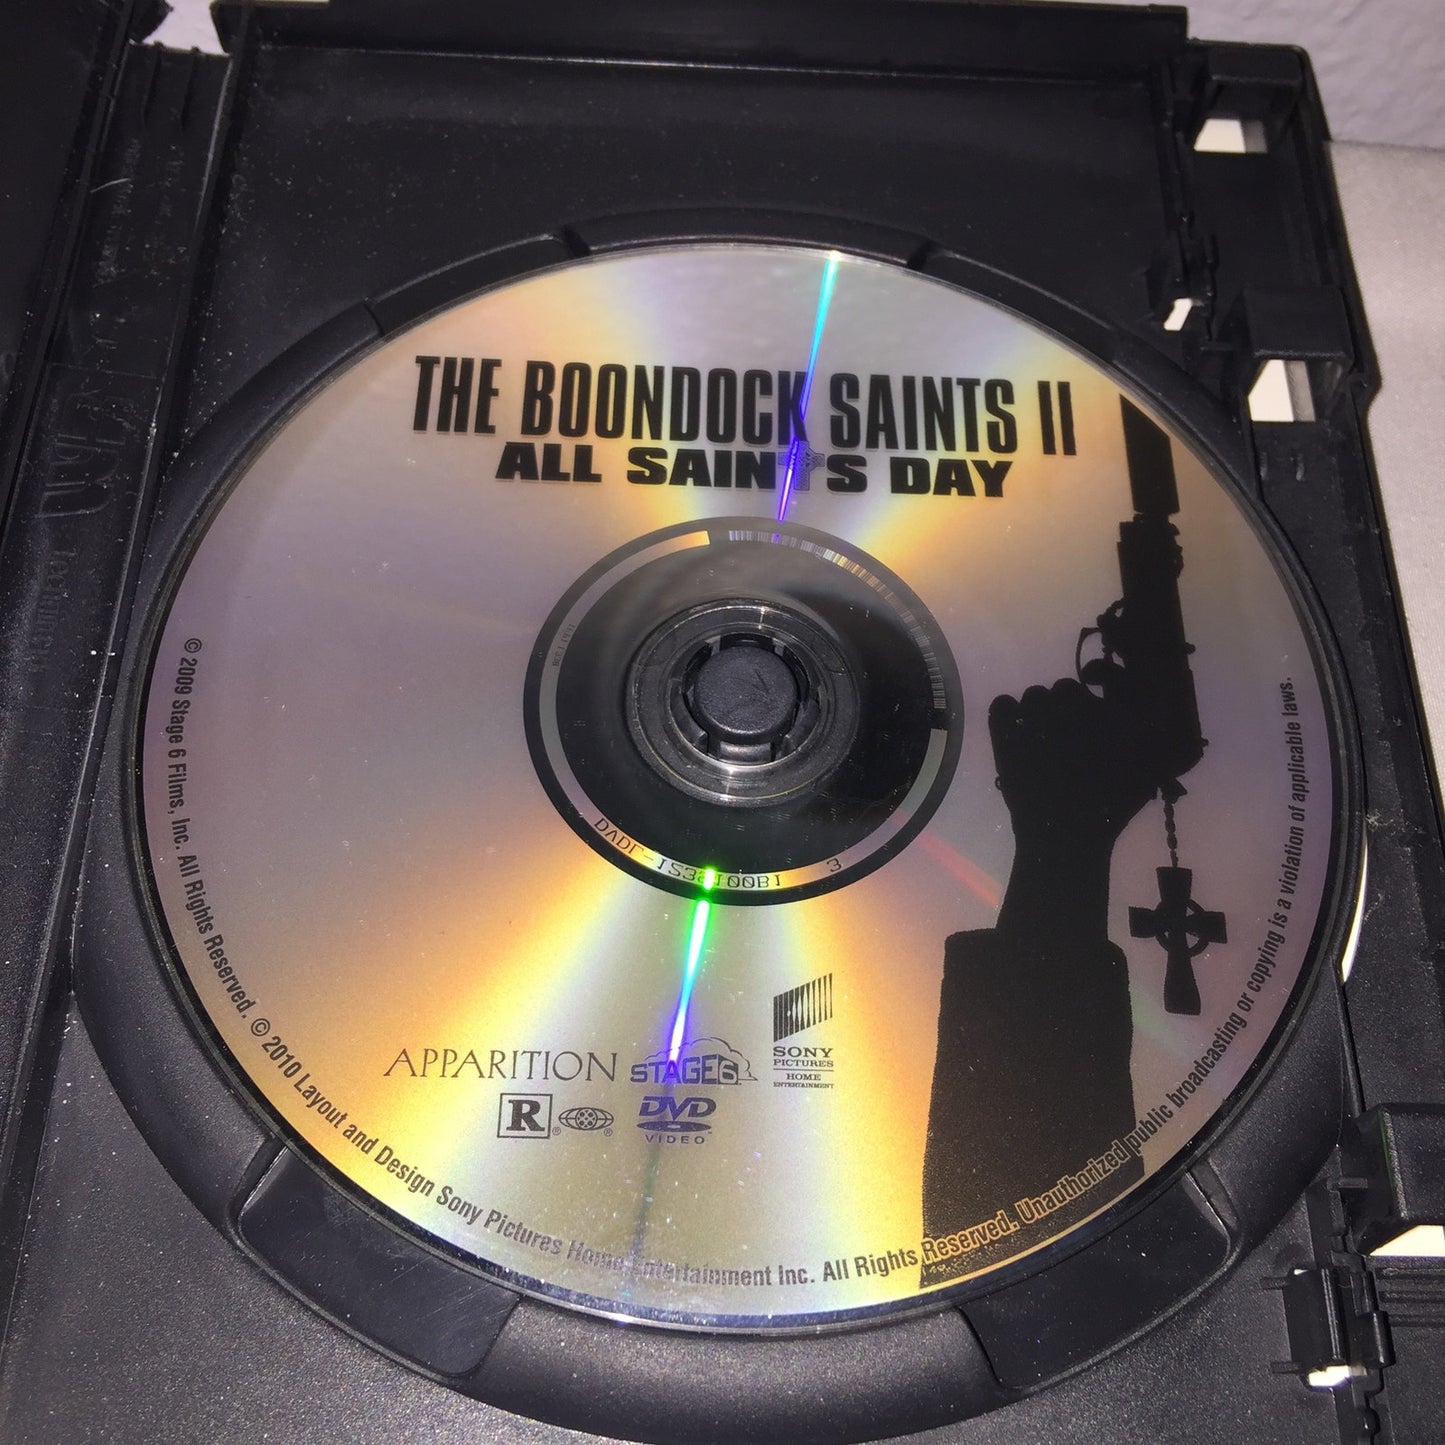 THE BOONDOCK SAINTS II
ALL SAINTS DAY
APPARITION
STAGE 6
SONY
PICTURES
HOME
ENTERTAINMENT
R
®
®
DVD
VIDEO™
© 2009 Stage 6 Films, Inc. All Rights Reserved. © 2010 Layout and Design Sony Pictures Home Entertainment Inc. All Rights Reserved. Unauthorized public broadcasting or copying is a violation of applicable laws.
3